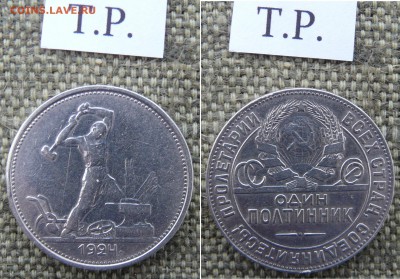 COINS.LAVE.RU
Т.Р.
Т.Р.
1924
ПРОЛЕТАРИИ ВСЕХ СТРАН, СОЕДИНЯЙТЕСЬ!
ОДИН
ПОЛТИННИК